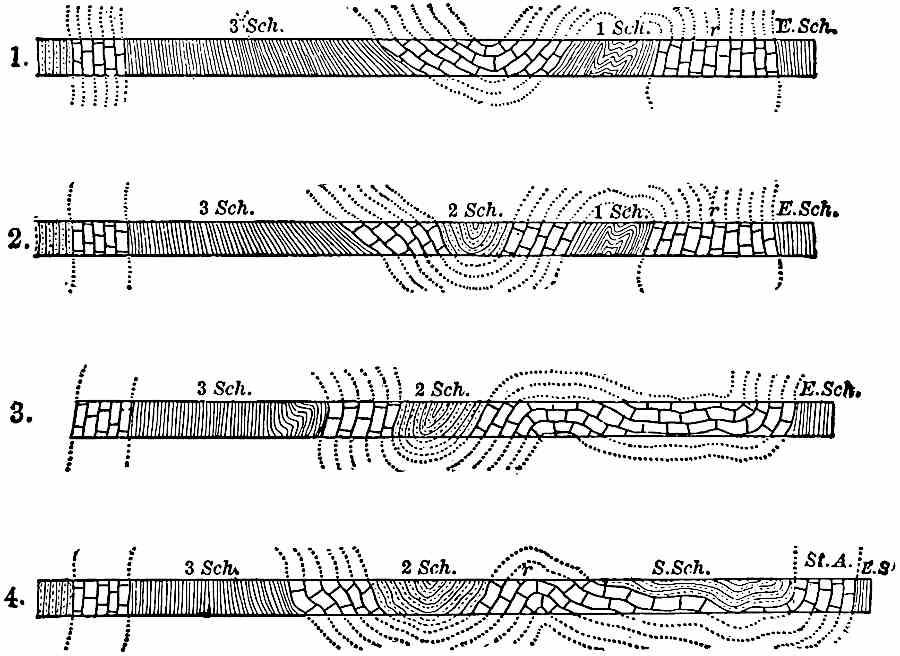 1. 3 Sch. 1 Sch. r E.Sch.
2. 3 Sch. 2 Sch. 1 Sch. r E.Sch.
3. 3 Sch. 2 Sch. E.Sch.
4. 3 Sch. 2 Sch. r S.Sch. St.A. E.S